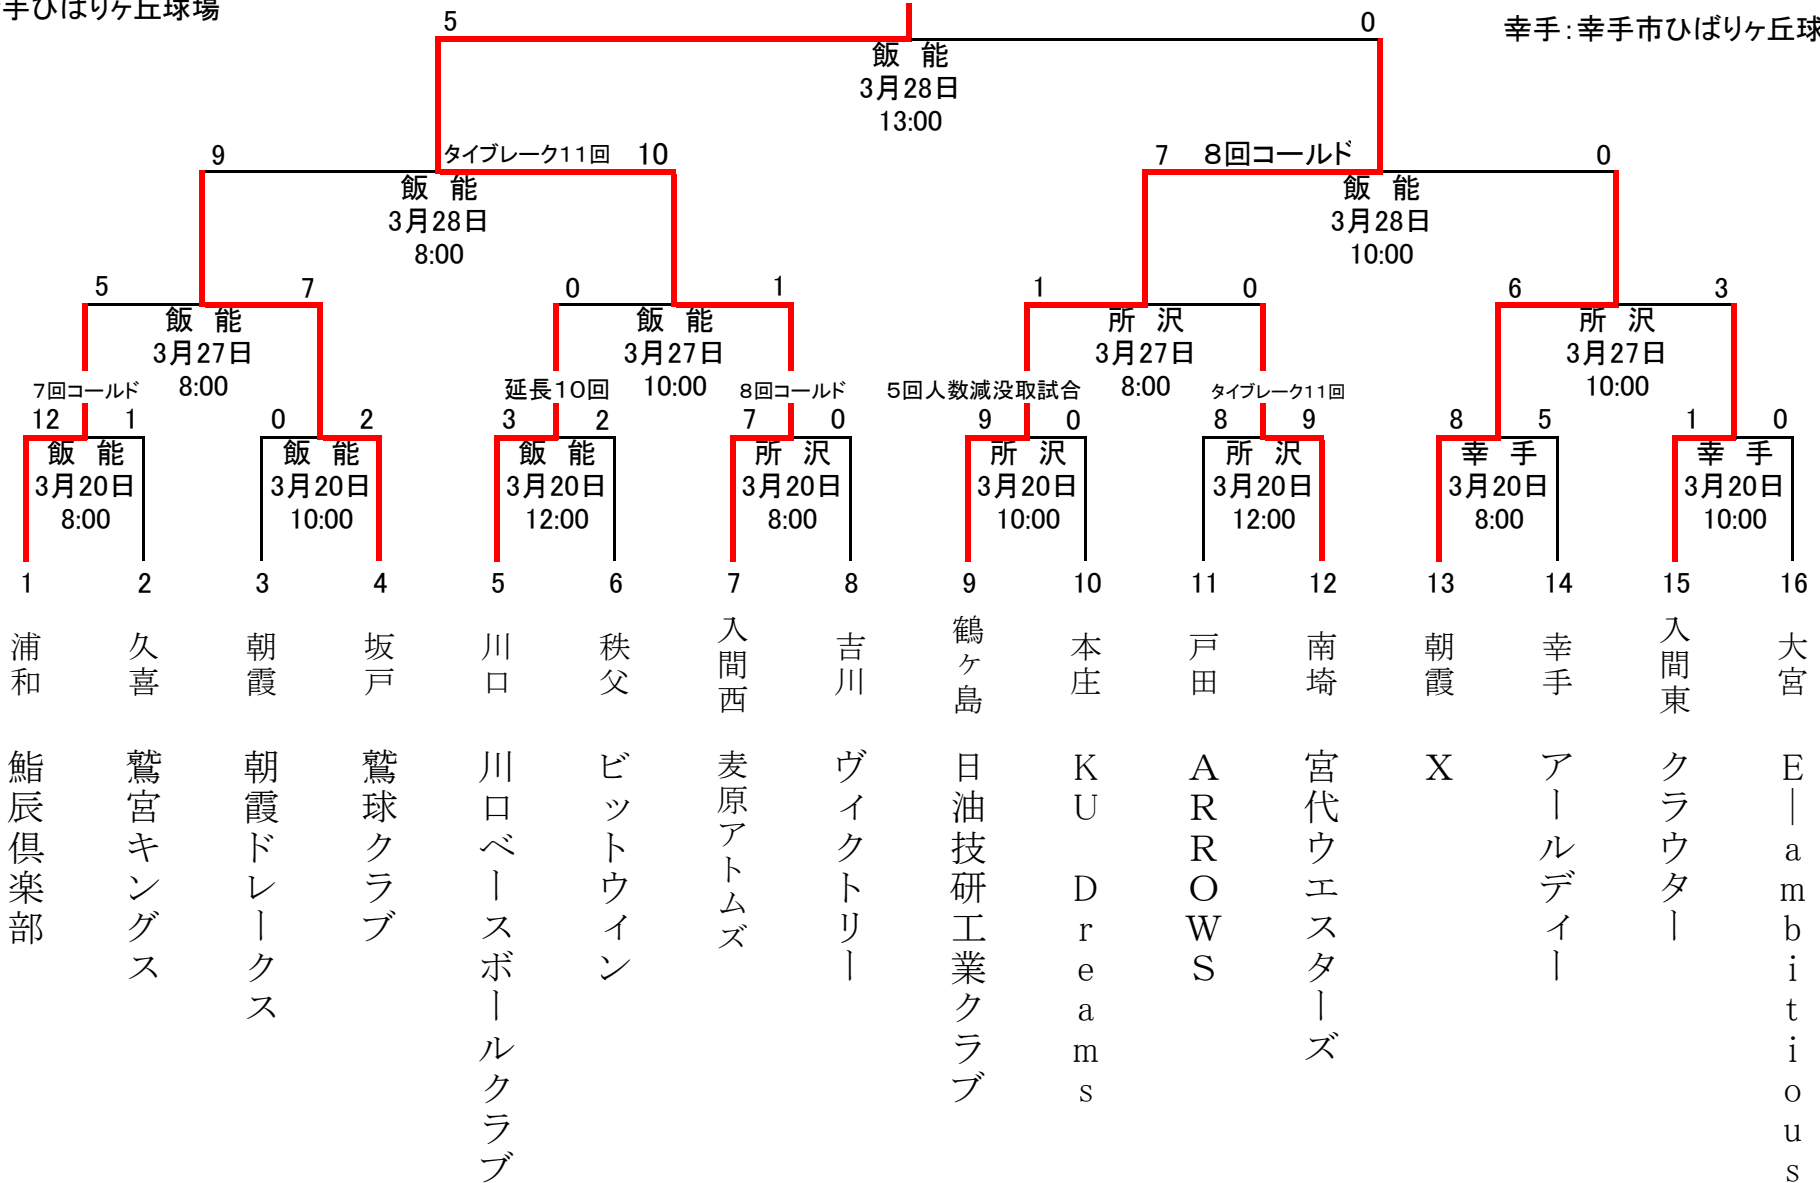 手ひばりヶ丘球場
幸手：幸手市ひばりヶ丘球
5 0
飯 能
3月28日
13:00
9 タイブレーク11回 10
飯 能
3月28日
8:00
7 8回コールド 0
飯 能
3月28日
10:00
5 7
飯 能
3月27日
8:00
0 1
飯 能
3月27日
10:00
1 0
所 沢
3月27日
8:00
6 3
所 沢
3月27日
10:00
7回コールド
12 1
飯 能
3月20日
8:00
0 2
飯 能
3月20日
10:00
延長10回
3 2
飯 能
3月20日
12:00
8回コールド
7 0
所 沢
3月20日
8:00
5回人数減没取試合
9 0
所 沢
3月20日
10:00
タイブレーク11回
8 9
所 沢
3月20日
12:00
8 5
幸 手
3月20日
8:00
1 0
幸 手
3月20日
10:00
1 2 3 4 5 6 7 8 9 10 11 12 13 14 15 16
浦和 鮨辰倶楽部
久喜 鷲宮キングス
朝霞 朝霞ドレークス
坂戸 鷲球クラブ
川口 川口ベースボールクラブ
秩父 ビットウィン
入間西 麦原アトムズ
吉川 ヴィクトリー
鶴ヶ島 日油技研工業クラブ
本庄 KU Dreams
戸田 ARROWS
南埼 宮代ウエスターズ
朝霞 X
幸手 アールディー
入間東 クラウター
大宮 E－ambitious